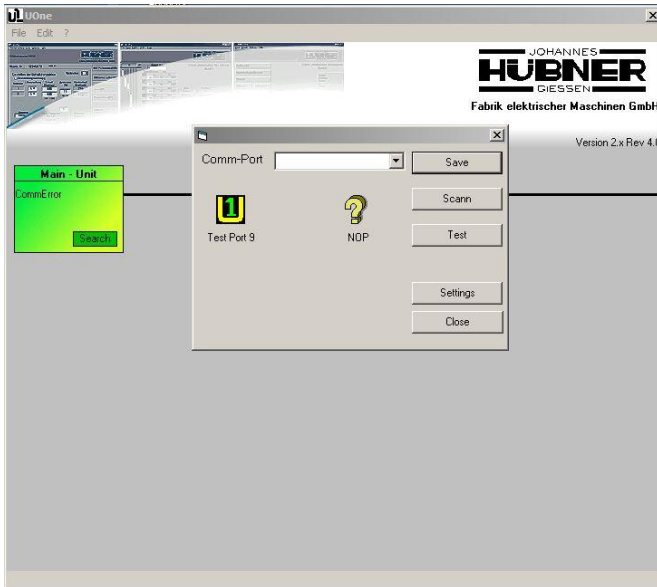 UOne
File Edit ?
JOHANNES
HÜBNER
GIESSEN
Fabrik elektrischer Maschinen GmbH
Version 2.x Rev 4.
Main - Unit
CommError
Search
Comm-Port
Save
Scann
Test Port 9
NOP
Test
Settings
Close